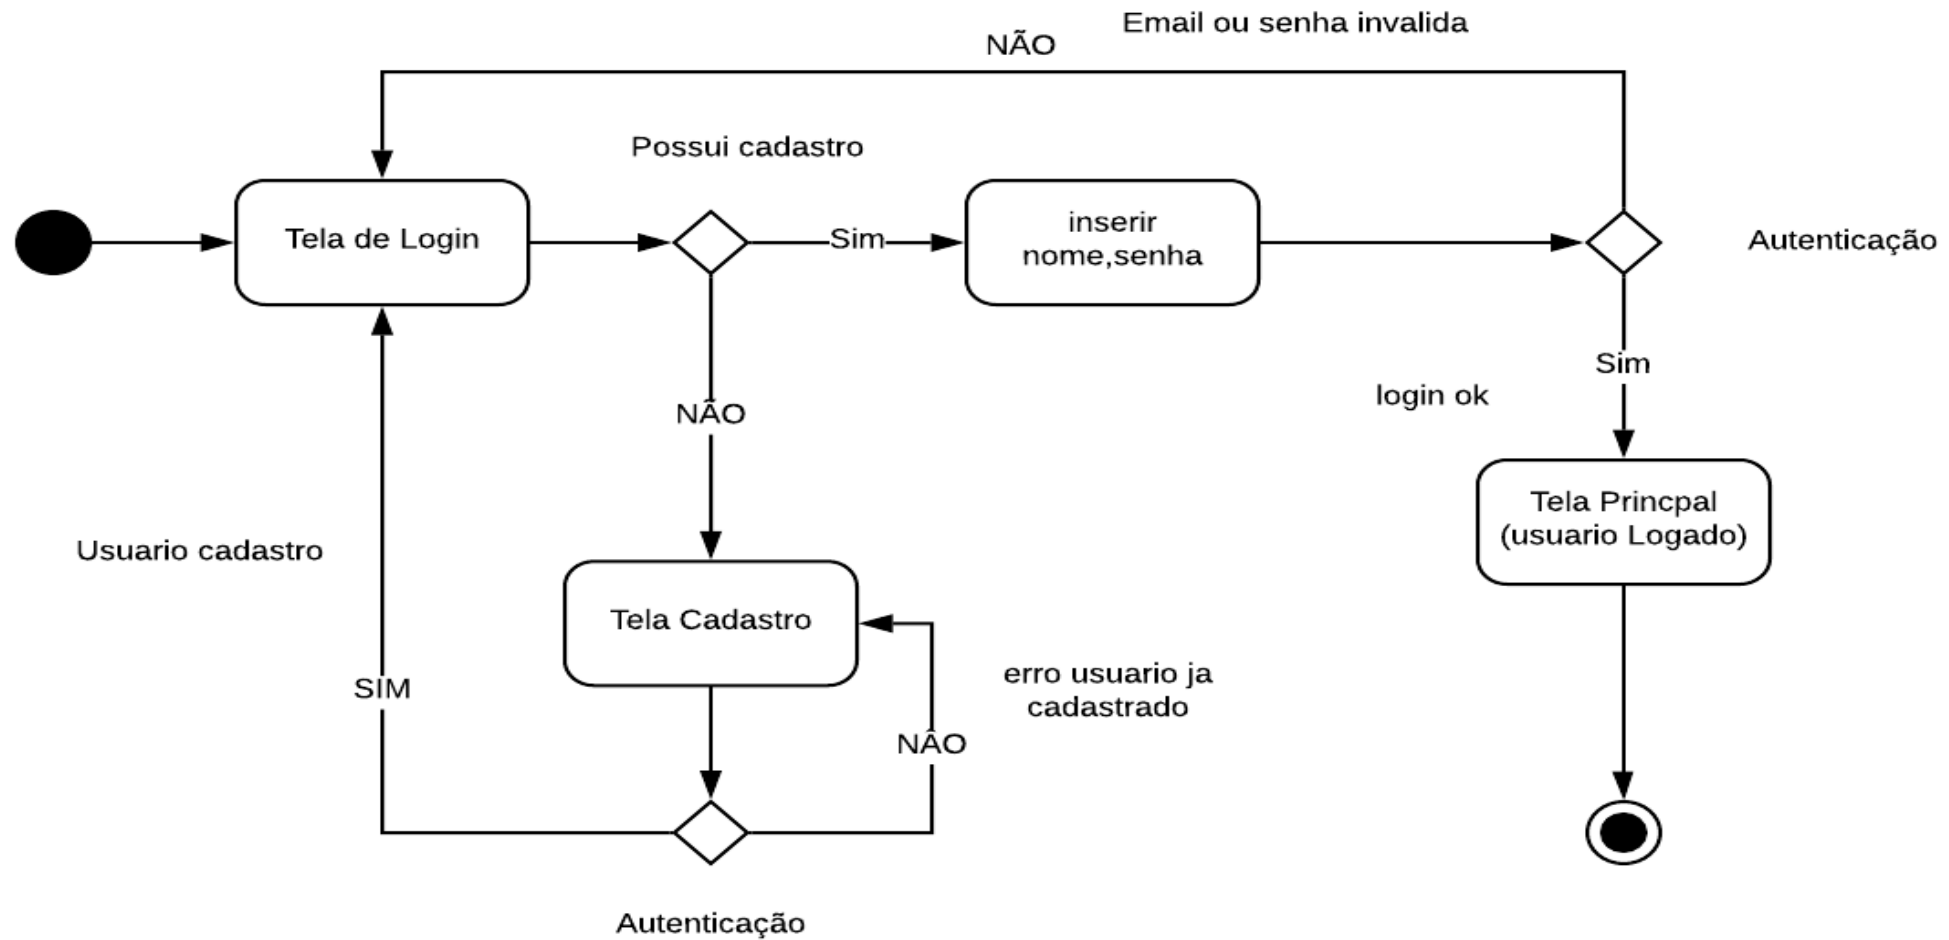 Email ou senha invalida
NÃO
Possui cadastro
Tela de Login
Sim
inserir
nome,senha
Autenticação
Sim
login ok
NÃO
Tela Princpal
(usuario Logado)
Usuario cadastro
Tela Cadastro
erro usuario ja
cadastrado
SIM
NÃO
Autenticação